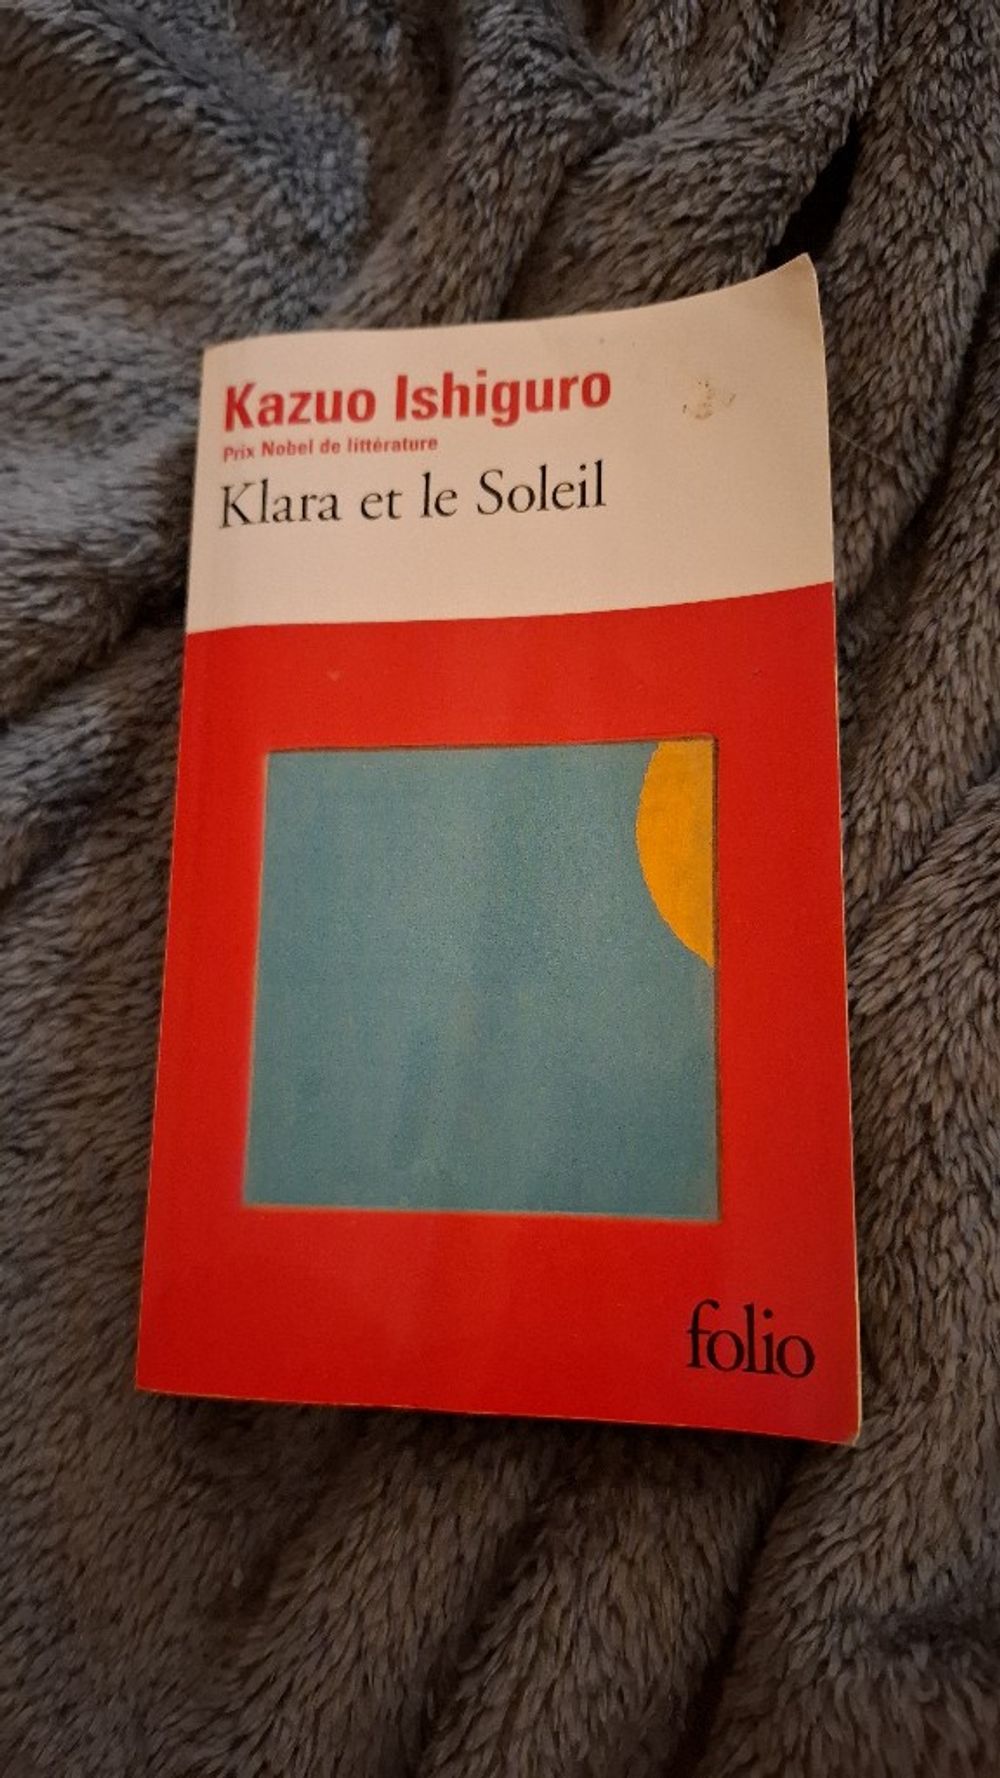 Kazuo Ishiguro
Prix Nobel de littérature
Klara et le Soleil
folio